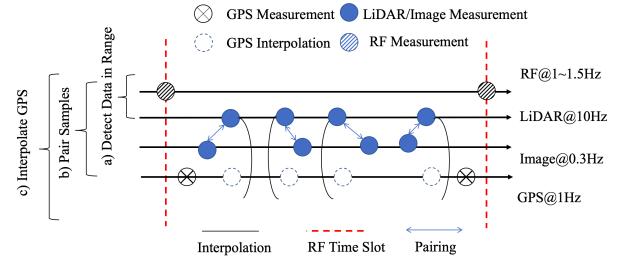 GPS Measurement
LiDAR/Image Measurement
GPS Interpolation
RF Measurement
c) Interpolate GPS
b) Pair Samples
a) Detect Data in Range
RF@1~1.5Hz
LiDAR@10Hz
Image@0.3Hz
GPS@1Hz
Interpolation
RF Time Slot
Pairing